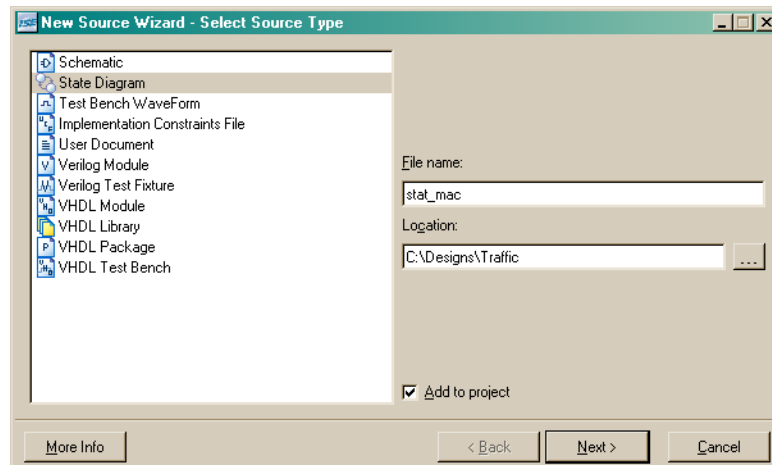 New Source Wizard - Select Source Type
Schematic
State Diagram
Test Bench WaveForm
Implementation Constraints File
User Document
Verilog Module
Verilog Test Fixture
VHDL Module
VHDL Library
VHDL Package
VHDL Test Bench
File name:
stat_mac
Location:
C:\Designs\Traffic
...
Add to project
More Info
< Back
Next >
Cancel